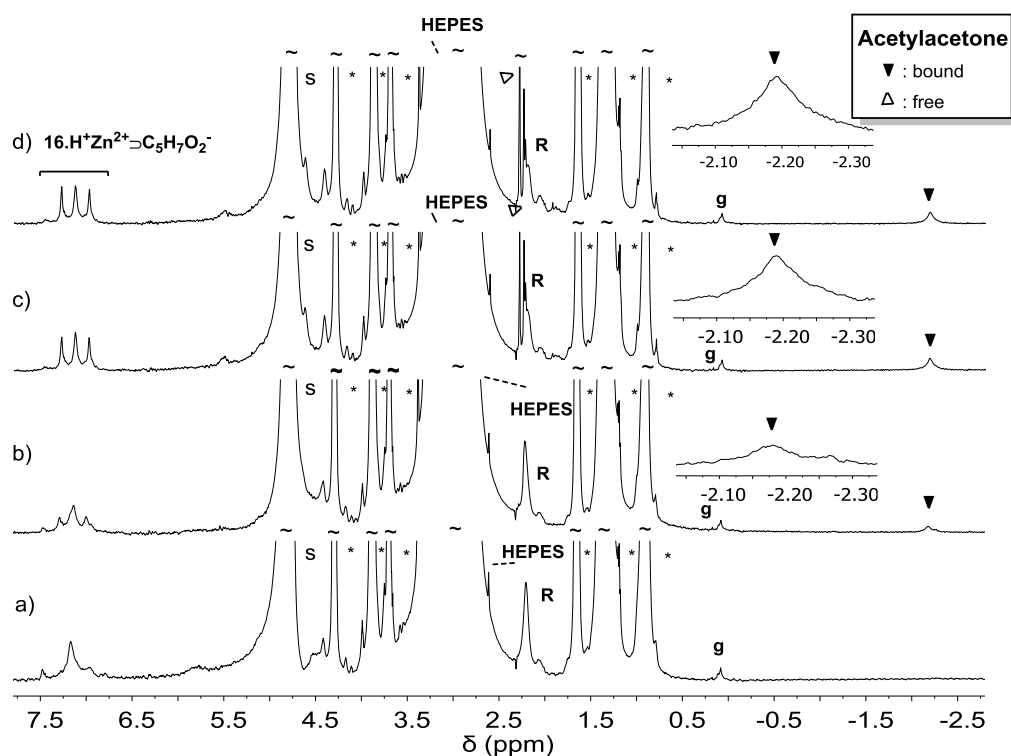 HEPES
~ ~ ~ ~ ~ ~ ~ ~ ~
Acetylacetone
▼ : bound
△ : free
S * * * * * *
d) 16.H⁺Zn²⁺⊃C₅H₇O₂⁻
R
-2.10 -2.20 -2.30
g
HEPES
~ ~ ~ ~ ~ ~ ~ ~
S * * * * * *
c)
R
-2.10 -2.20 -2.30
g
~ ~ ~ ~ ~ ~ ~ ~
S * * * * * *
HEPES
b)
R
-2.10 -2.20 -2.30
g
~ ~ ~ ~ ~ ~ ~ ~
S * * * HEPES * * *
a)
R
g
7.5 6.5 5.5 4.5 3.5 2.5 1.5 0.5 -0.5 -1.5 -2.5
δ (ppm)